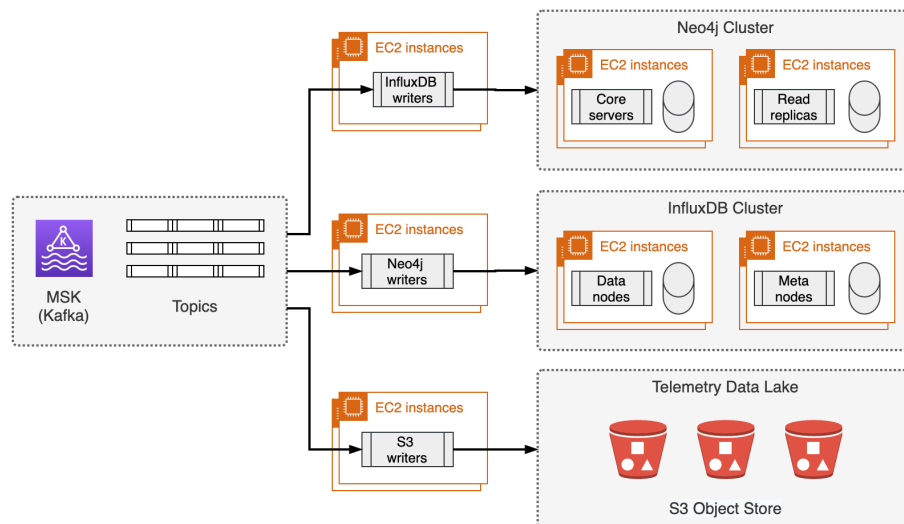 Neo4j Cluster
EC2 instances
InfluxDB
writers
EC2 instances
Core
servers
EC2 instances
Read
replicas
MSK
(Kafka)
K
Topics
EC2 instances
Neo4j
writers
InfluxDB Cluster
EC2 instances
Data
nodes
EC2 instances
Meta
nodes
EC2 instances
S3
writers
Telemetry Data Lake
S3 Object Store